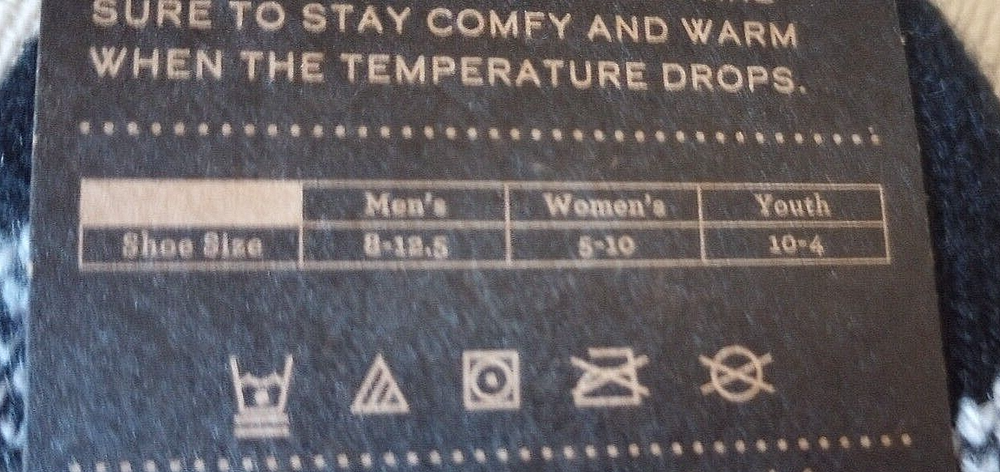 SURE TO STAY COMFY AND WARM
WHEN THE TEMPERATURE DROPS.
Men's Women's Youth
Shoe Size 8-12.5 5-10 10-4